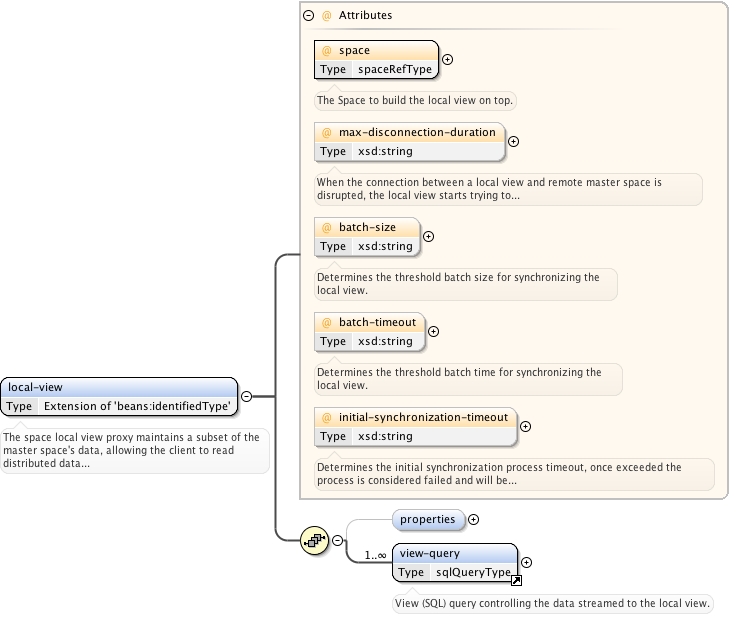 @ Attributes
@ space
Type spaceRefType
The Space to build the local view on top.
@ max-disconnection-duration
Type xsd:string
When the connection between a local view and remote master space is
disrupted, the local view starts trying to...
@ batch-size
Type xsd:string
Determines the threshold batch size for synchronizing the
local view.
@ batch-timeout
Type xsd:string
Determines the threshold batch time for synchronizing the
local view.
@ initial-synchronization-timeout
Type xsd:string
Determines the initial synchronization process timeout, once exceeded the
process is considered failed and will be...
local-view
Type Extension of 'beans:identifiedType'
The space local view proxy maintains a subset of the
master space's data, allowing the client to read
distributed data...
properties
1..∞
view-query
Type sqlQueryType
View (SQL) query controlling the data streamed to the local view.